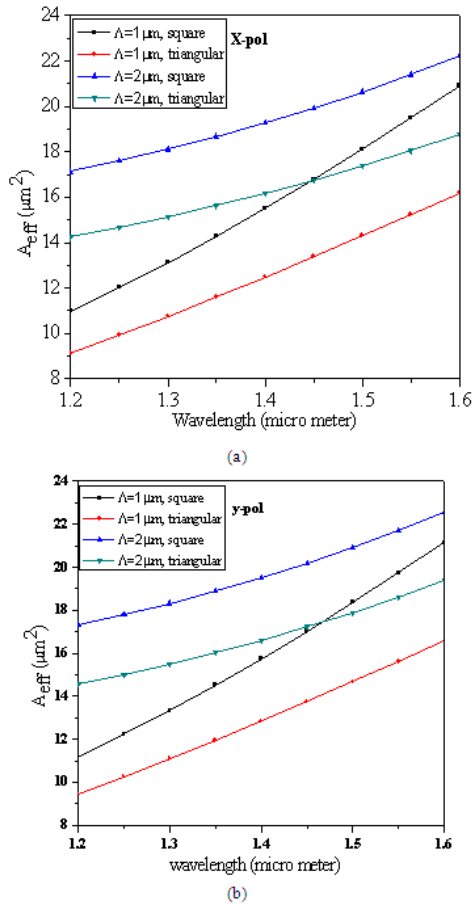 24
22
20
18
16
14
12
10
8
A_eff (μm²)
Λ=1μm, square
Λ=1μm, triangular
Λ=2μm, square
Λ=2μm, triangular
X-pol
1.2 1.3 1.4 1.5 1.6
Wavelength (micro meter)
(a)
24
22
20
18
16
14
12
10
8
A_eff (μm²)
Λ=1μm, square
Λ=1μm, triangular
Λ=2μm, square
Λ=2μm, triangular
y-pol
1.2 1.3 1.4 1.5 1.6
wavelength (micro meter)
(b)